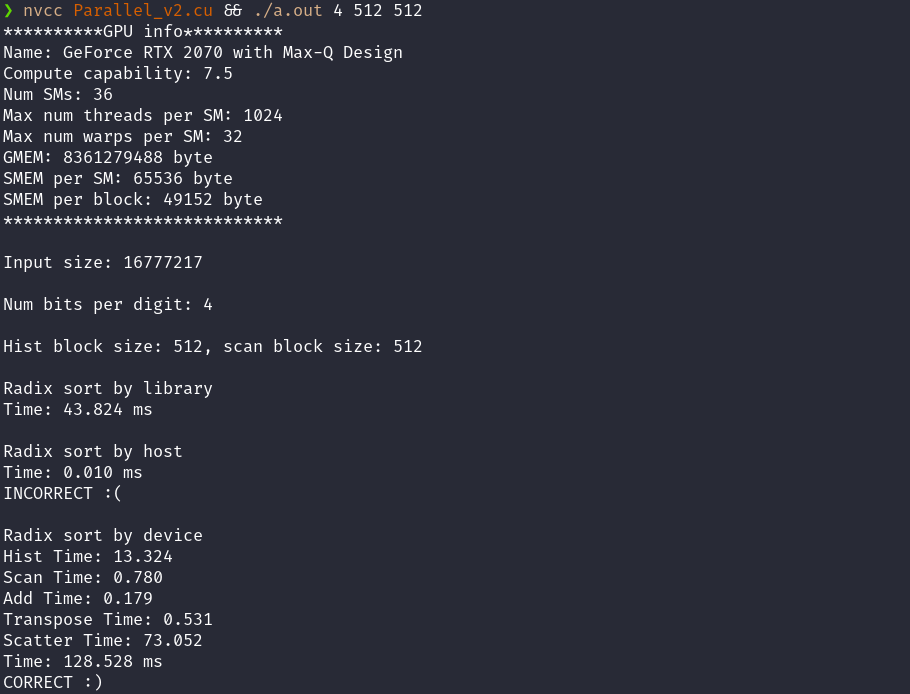 ❯ nvcc Parallel_v2.cu && ./a.out 4 512 512
**********GPU info**********
Name: GeForce RTX 2070 with Max-Q Design
Compute capability: 7.5
Num SMs: 36
Max num threads per SM: 1024
Max num warps per SM: 32
GMEM: 8361279488 byte
SMEM per SM: 65536 byte
SMEM per block: 49152 byte
****************************
Input size: 16777217
Num bits per digit: 4
Hist block size: 512, scan block size: 512
Radix sort by library
Time: 43.824 ms
Radix sort by host
Time: 0.010 ms
INCORRECT :(
Radix sort by device
Hist Time: 13.324
Scan Time: 0.780
Add Time: 0.179
Transpose Time: 0.531
Scatter Time: 73.052
Time: 128.528 ms
CORRECT :)